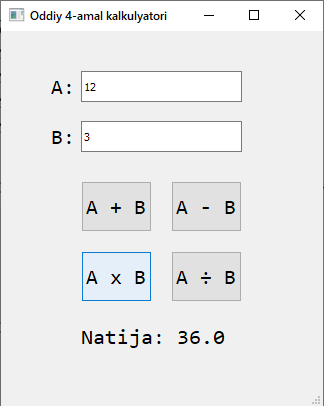 Oddiy 4-amal kalkulyatori
A: 12
B: 3
A + B A - B
A x B A ÷ B
Natija: 36.0